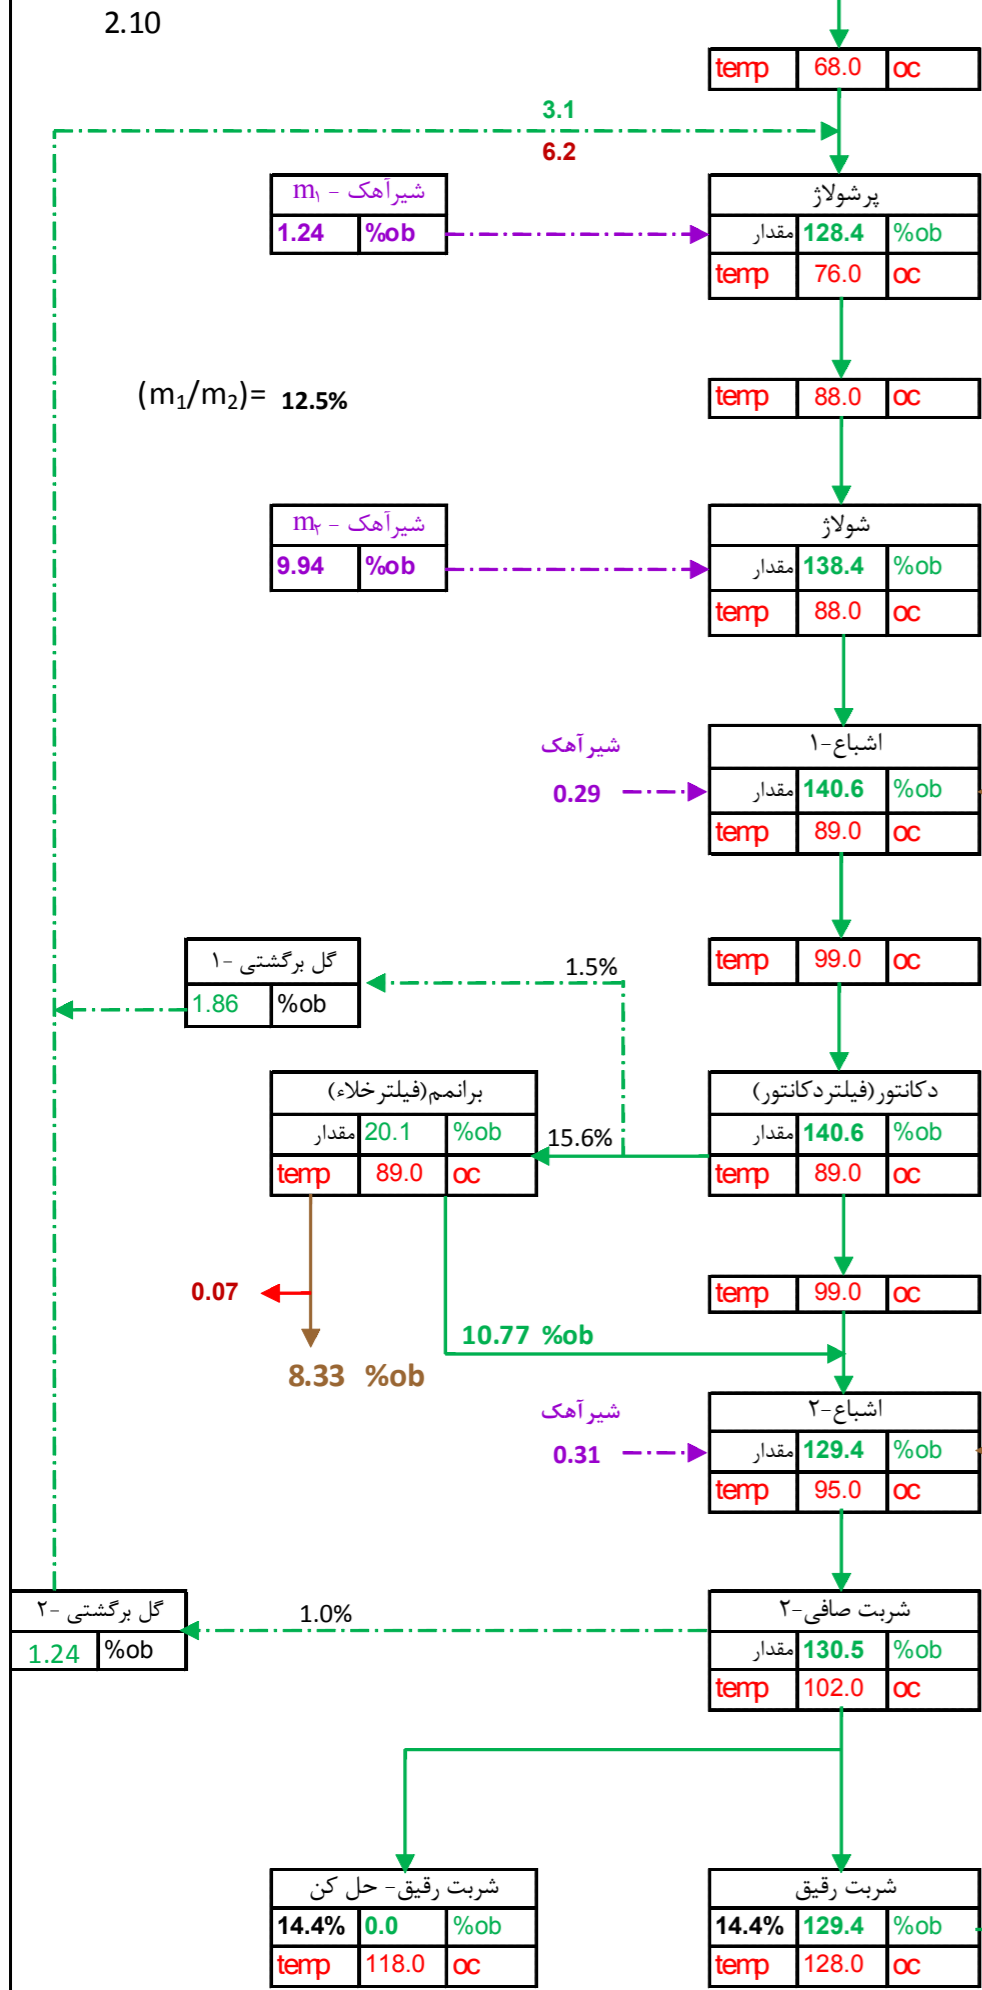 2.10
temp 68.0 oc
3.1
6.2
شیرآهک - m۱
1.24 %ob
پرشولاژ
مقدار 128.4 %ob
temp 76.0 oc
(m1/m2)= 12.5%
temp 88.0 oc
شیرآهک - m۲
9.94 %ob
شولاژ
مقدار 138.4 %ob
temp 88.0 oc
شیرآهک
0.29
اشباع-۱
مقدار 140.6 %ob
temp 89.0 oc
گل برگشتی -۱
1.86 %ob
1.5%
temp 99.0 oc
برانمم(فیلترخلاء)
مقدار 20.1 %ob
temp 89.0 oc
15.6%
دکانتور(فیلتردکانتور)
مقدار 140.6 %ob
temp 89.0 oc
0.07
temp 99.0 oc
10.77 %ob
8.33 %ob
شیرآهک
0.31
اشباع-۲
مقدار 129.4 %ob
temp 95.0 oc
گل برگشتی -۲
1.24 %ob
1.0%
شربت صافی-۲
مقدار 130.5 %ob
temp 102.0 oc
شربت رقیق- حل کن
14.4% 0.0 %ob
temp 118.0 oc
شربت رقیق
14.4% 129.4 %ob
temp 128.0 oc